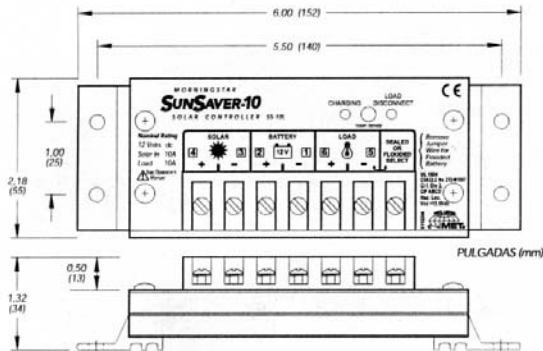 6.00 (152)
5.50 (140)
MORNINGSTAR
SUNSAVER-10
SOLAR CONTROLLER
CHARGING
LOAD
DISCONNECT
CE
Nominal Rating
12 Volts dc
Solar In 10A
Load 10A
SOLAR
BATTERY
LOAD
SEALED
OR
FLOODED
SELECT
Remove
Jumper
Wire for
Flooded
Battery
4 3 2 12 V 1 6 5
+ − + − + −
MET
1,00
(25)
2,18
(55)
PULGADAS (mm)
0,50
(13)
1.32
(34)